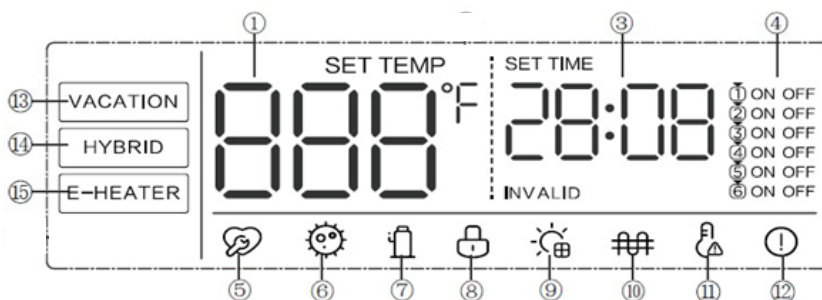 ① ③ ④
SET TEMP SET TIME
⑬ VACATION 888 °F 28:08 ① ON OFF
② ON OFF
⑭ HYBRID ③ ON OFF
④ ON OFF
⑮ E-HEATER INVALID ⑤ ON OFF
⑥ ON OFF
⑤ ⑥ ⑦ ⑧ ⑨ ⑩ ⑪ ⑫